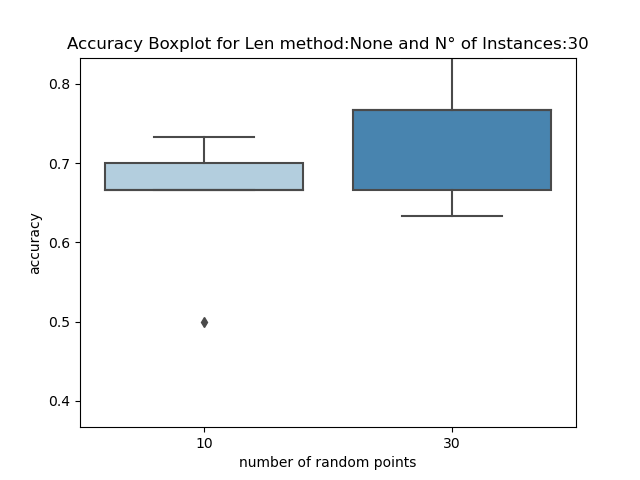 Accuracy Boxplot for Len method:None and N° of Instances:30
0.8
0.7
0.6
0.5
0.4
accuracy
10
30
number of random points